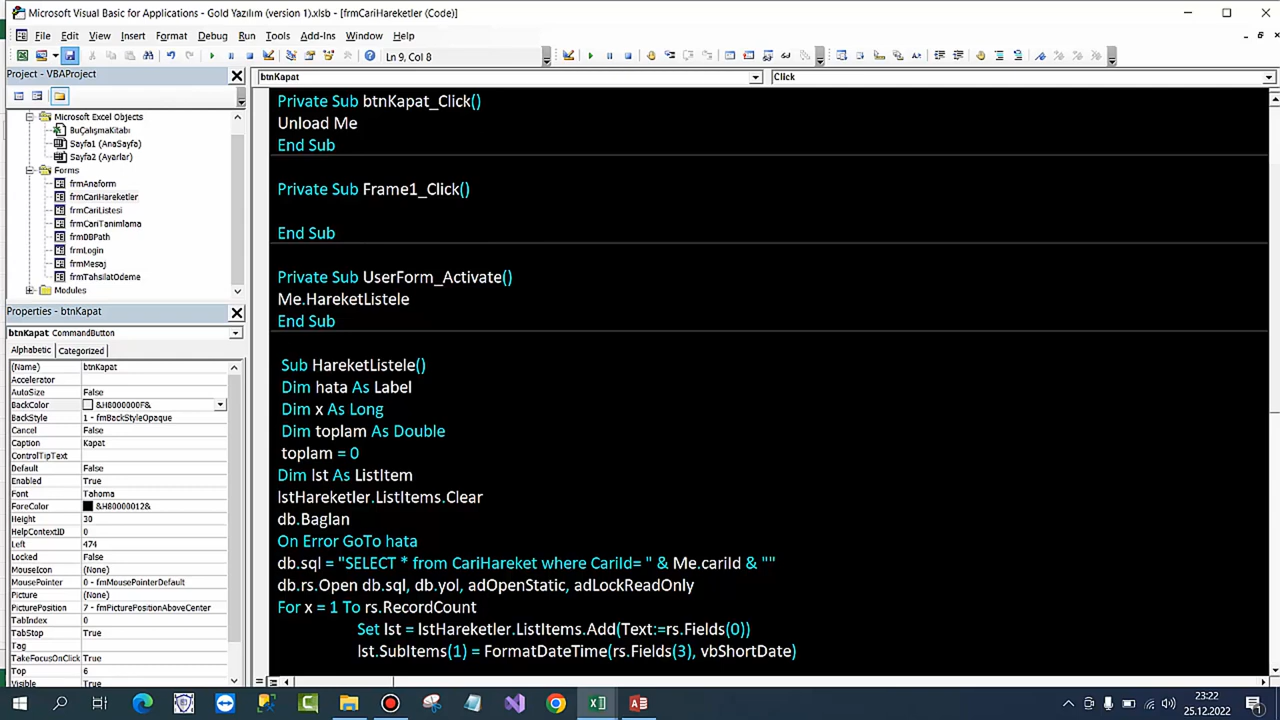 Microsoft Visual Basic for Applications - Gold Yazılım (version 1).xlsb - [frmCariHareketler (Code)]
File Edit View Insert Format Debug Run Tools Add-Ins Window Help
Ln 9, Col 8
Project - VBAProject
Microsoft Excel Objects
BuÇalışmaKitabı
Sayfa1 (AnaSayfa)
Sayfa2 (Ayarlar)
Forms
frmAnaform
frmCariHareketler
frmCariListesi
frmCariTanimlama
frmDBPath
frmLogin
frmMesaj
frmTahsilatOdeme
Modules
Properties - btnKapat
btnKapat CommandButton
Alphabetic Categorized
(Name) btnKapat
Accelerator
AutoSize False
BackColor &H8000000F&
BackStyle 1 - fmBackStyleOpaque
Cancel False
Caption Kapat
ControlTipText
Default False
Enabled True
Font Tahoma
ForeColor &H80000012&
Height 30
HelpContextID 0
Left 474
Locked False
MouseIcon (None)
MousePointer 0 - fmMousePointerDefault
Picture (None)
PicturePosition 7 - fmPicturePositionAboveCenter
TabIndex 0
TabStop True
Tag
TakeFocusOnClick True
Top 6
Visible True
btnKapat Click
Private Sub btnKapat_Click()
Unload Me
End Sub
Private Sub Frame1_Click()
End Sub
Private Sub UserForm_Activate()
Me.HareketListele
End Sub
Sub HareketListele()
Dim hata As Label
Dim x As Long
Dim toplam As Double
toplam = 0
Dim lst As ListItem
lstHareketler.ListItems.Clear
db.Baglan
On Error GoTo hata
db.sql = "SELECT * from CariHareket where CariId= " & Me.cariId & ""
db.rs.Open db.sql, db.yol, adOpenStatic, adLockReadOnly
For x = 1 To rs.RecordCount
Set lst = lstHareketler.ListItems.Add(Text:=rs.Fields(0))
lst.SubItems(1) = FormatDateTime(rs.Fields(3), vbShortDate)
23:22
25.12.2022